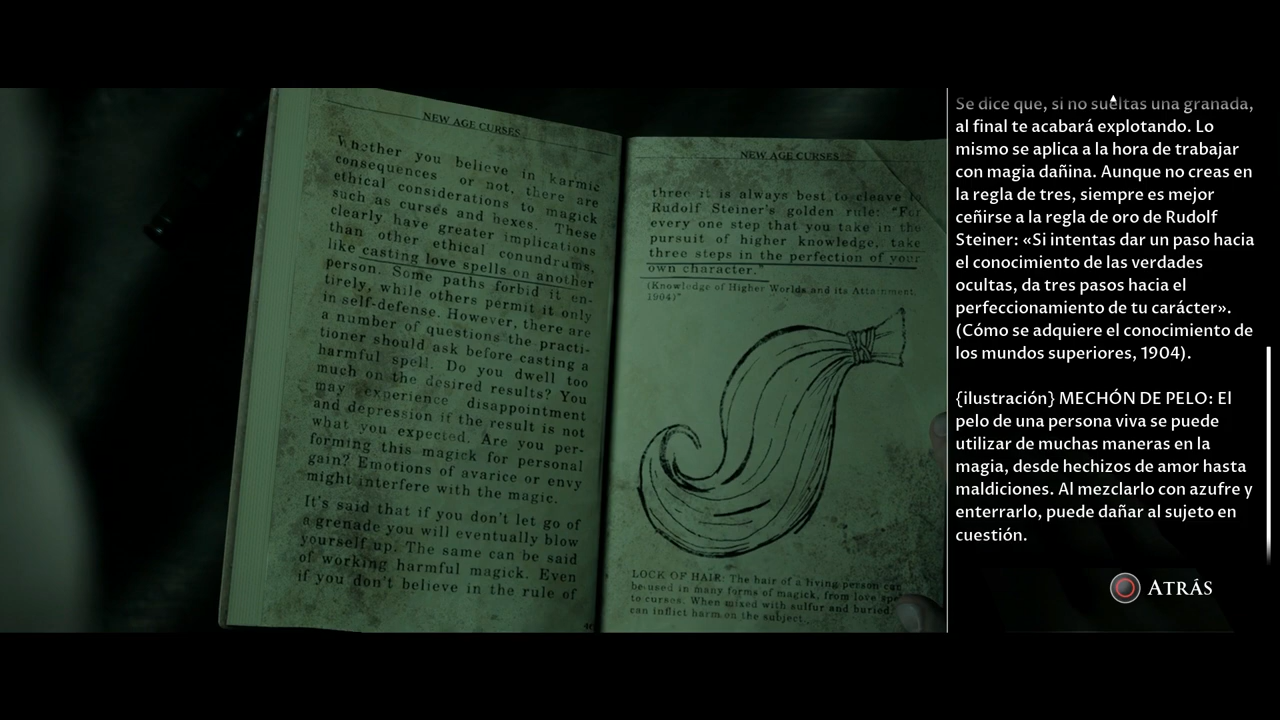 NEW AGE CURSES
Whether you believe in karmic
consequences or not, there are
ethical considerations to magick
such as curses and hexes. These
clearly have greater implications
than other ethical conundrums,
like casting love spells on another
person. Some paths forbid it en-
tirely, while others permit it only
in self-defense. However, there are
a number of questions the practi-
tioner should ask before casting a
harmful spell. Do you dwell too
much on the desired results? You
may experience disappointment
and depression if the result is not
what you expected. Are you per-
forming this magick for personal
gain? Emotions of avarice or envy
might interfere with the magic.
It's said that if you don't let go of
a grenade you will eventually blow
yourself up. The same can be said
of working harmful magick. Even
if you don't believe in the rule of
NEW AGE CURSES
three it is always best to cleave to
Rudolf Steiner's golden rule: "For
every one step that you take in the
pursuit of higher knowledge, take
three steps in the perfection of your
own character."
(Knowledge of Higher Worlds and its Attainment,
1904)"
LOCK OF HAIR: The hair of a living person can
be used in many forms of magick, from love
to curses. When mixed with sulfur and buried,
can inflict harm on the subject.
Se dice que, si no sueltas una granada,
al final te acabará explotando. Lo
mismo se aplica a la hora de trabajar
con magia dañina. Aunque no creas en
la regla de tres, siempre es mejor
ceñirse a la regla de oro de Rudolf
Steiner: «Si intentas dar un paso hacia
el conocimiento de las verdades
ocultas, da tres pasos hacia el
perfeccionamiento de tu carácter».
(Cómo se adquiere el conocimiento de
los mundos superiores, 1904).
{ilustración} MECHÓN DE PELO: El
pelo de una persona viva se puede
utilizar de muchas maneras en la
magia, desde hechizos de amor hasta
maldiciones. Al mezclarlo con azufre y
enterrarlo, puede dañar al sujeto en
cuestión.
ATRÁS